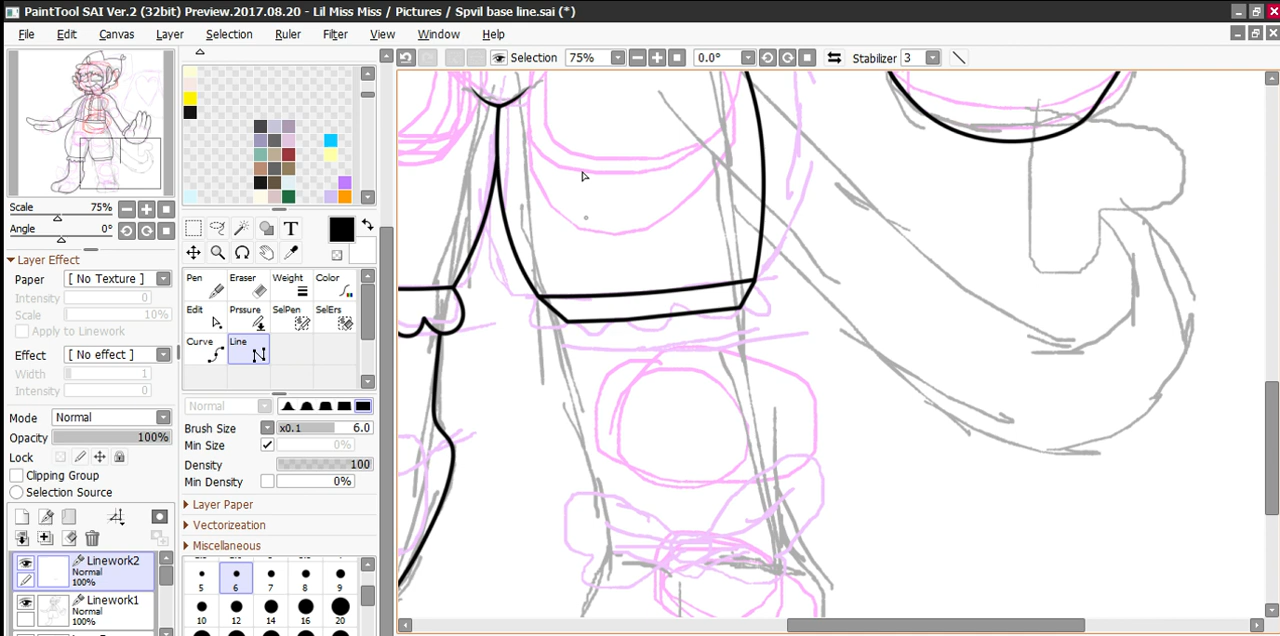 PaintTool SAI Ver.2 (32bit) Preview.2017.08.20 - Lil Miss Miss / Pictures / Spvil base line.sai (*)
File Edit Canvas Layer Selection Ruler Filter View Window Help
Selection 75% 0.0° Stabilizer 3
Scale 75%
Angle 0°
Layer Effect
Paper [ No Texture ]
Intensity 0
Scale 10%
Apply to Linework
Effect [ No effect ]
Width 1
Intensity 0
Mode Normal
Opacity 100%
Lock
Clipping Group
Selection Source
Linework2
Normal
100%
Linework1
Normal
100%
T
Pen Eraser Weight Color
Edit Prssure SelPen SelErs
Curve Line
Normal
Brush Size x0.1 6.0
Min Size 0%
Density 100
Min Density 0%
Layer Paper
Vectorization
Miscellaneous
5 6 7 8 9
10 12 14 16 20